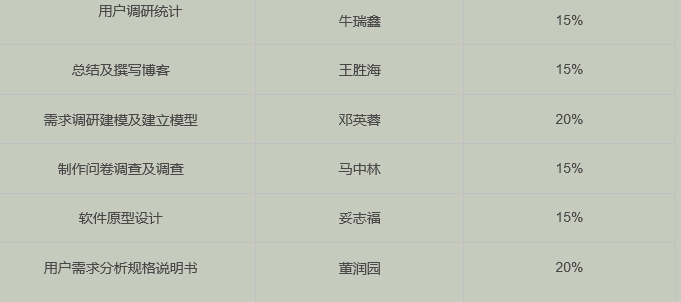 用户调研统计 牛瑞鑫 15%
总结及撰写博客 王胜海 15%
需求调研建模及建立模型 邓英蓉 20%
制作问卷调查及调查 马中林 15%
软件原型设计 妥志福 15%
用户需求分析规格说明书 董润园 20%